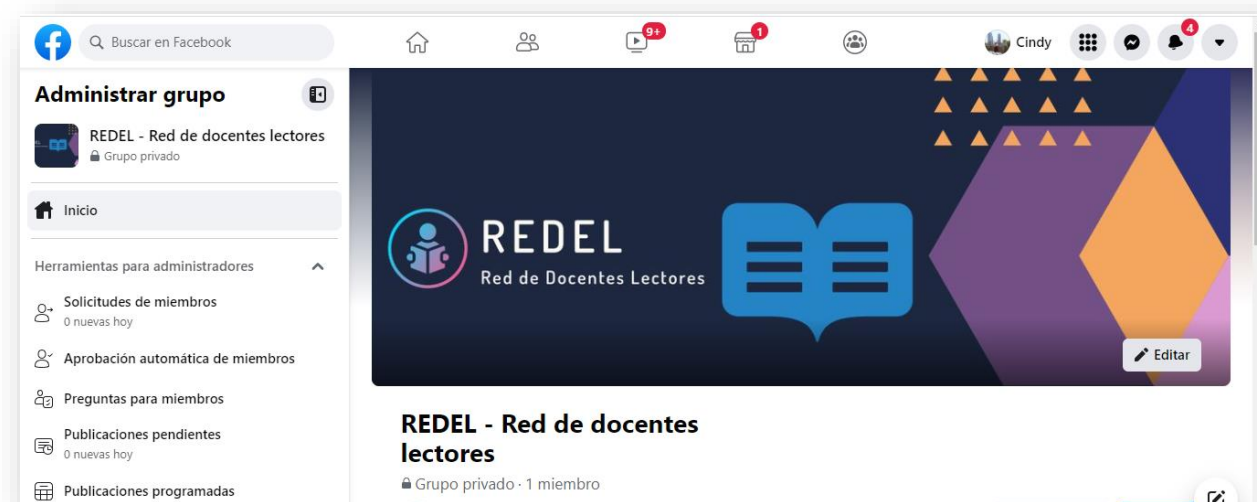 Buscar en Facebook
9+
1
Cindy
4
Administrar grupo
REDEL - Red de docentes lectores
Grupo privado
Inicio
Herramientas para administradores
Solicitudes de miembros
0 nuevas hoy
Aprobación automática de miembros
Preguntas para miembros
Publicaciones pendientes
0 nuevas hoy
Publicaciones programadas
REDEL
Red de Docentes Lectores
Editar
REDEL - Red de docentes
lectores
Grupo privado · 1 miembro